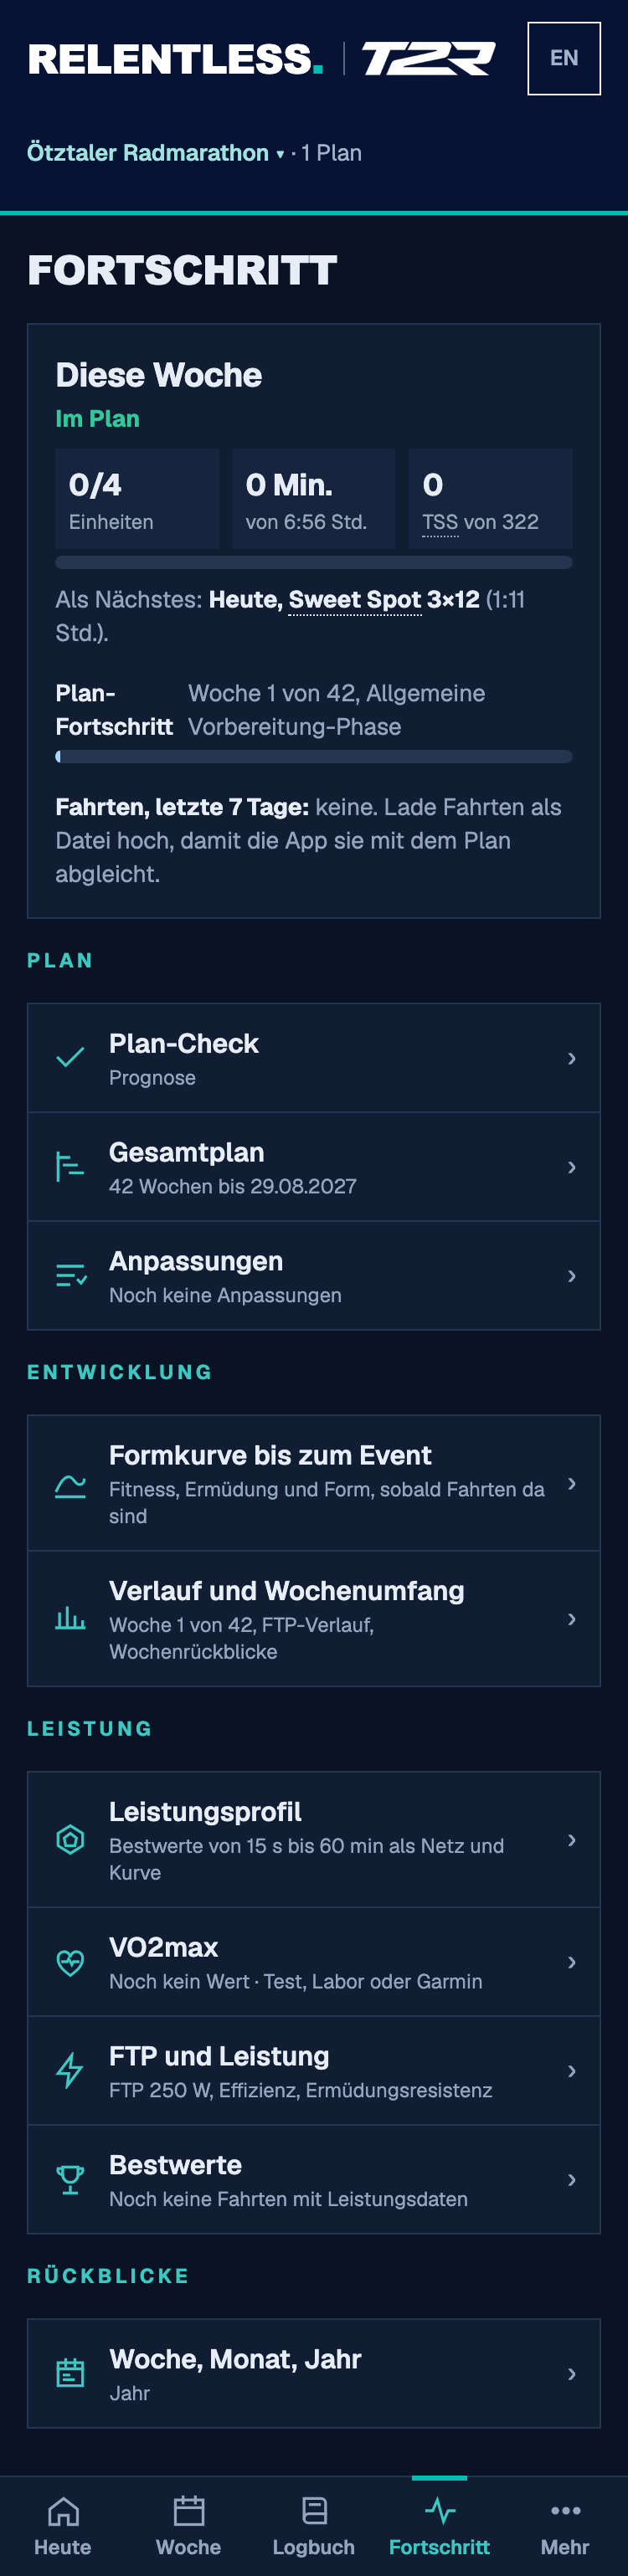 RELENTLESS. T2R EN
Ötztaler Radmarathon ▾ · 1 Plan
FORTSCHRITT
Diese Woche
Im Plan
0/4
Einheiten
0 Min.
von 6:56 Std.
0
TSS von 322
Als Nächstes: Heute, Sweet Spot 3×12 (1:11
Std.).
Plan-
Fortschritt
Woche 1 von 42, Allgemeine
Vorbereitung-Phase
Fahrten, letzte 7 Tage: keine. Lade Fahrten als
Datei hoch, damit die App sie mit dem Plan
abgleicht.
PLAN
Plan-Check
Prognose
Gesamtplan
42 Wochen bis 29.08.2027
Anpassungen
Noch keine Anpassungen
ENTWICKLUNG
Formkurve bis zum Event
Fitness, Ermüdung und Form, sobald Fahrten da
sind
Verlauf und Wochenumfang
Woche 1 von 42, FTP-Verlauf,
Wochenrückblicke
LEISTUNG
Leistungsprofil
Bestwerte von 15 s bis 60 min als Netz und
Kurve
VO2max
Noch kein Wert · Test, Labor oder Garmin
FTP und Leistung
FTP 250 W, Effizienz, Ermüdungsresistenz
Bestwerte
Noch keine Fahrten mit Leistungsdaten
RÜCKBLICKE
Woche, Monat, Jahr
Jahr
Heute Woche Logbuch Fortschritt Mehr